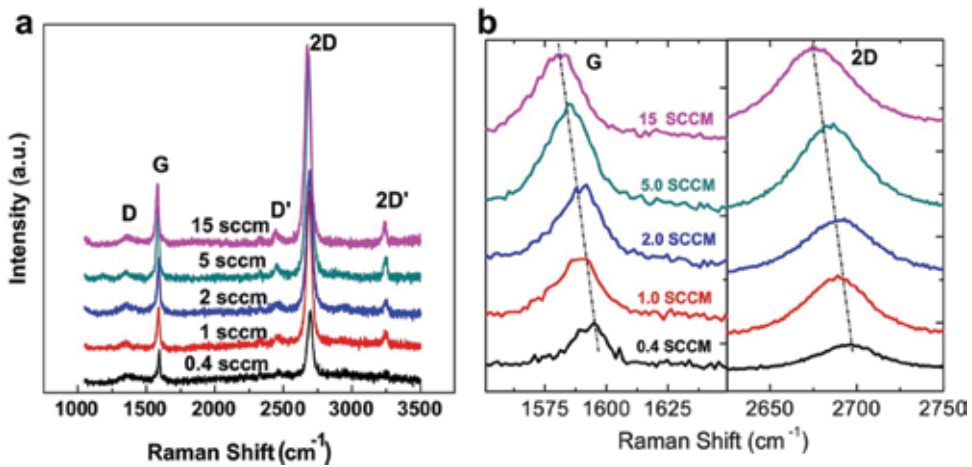 a
Intensity (a.u.)
2D
G
D
D'
2D'
15 sccm
5 sccm
2 sccm
1 sccm
0.4 sccm
1000 1500 2000 2500 3000 3500
Raman Shift (cm⁻¹)
b
G
2D
15 SCCM
5.0 SCCM
2.0 SCCM
1.0 SCCM
0.4 SCCM
1575 1600 1625 2650 2700 2750
Raman Shift (cm⁻¹)